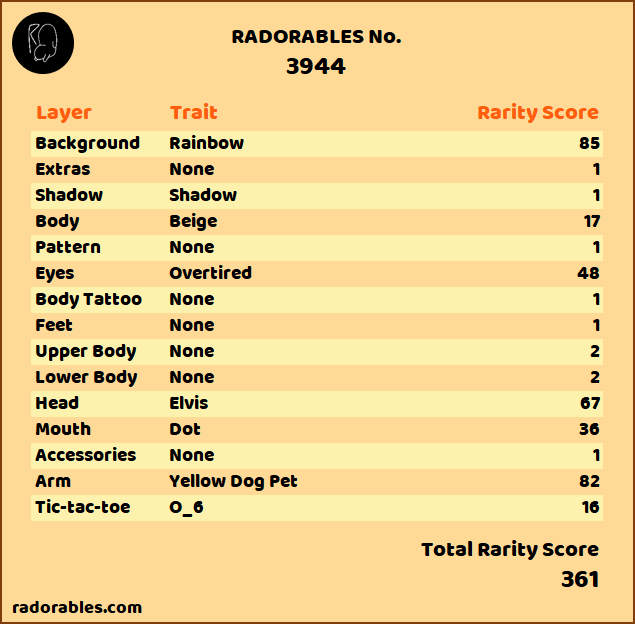 RADORABLES No.
3944
Layer Trait Rarity Score
Background Rainbow 85
Extras None 1
Shadow Shadow 1
Body Beige 17
Pattern None 1
Eyes Overtired 48
Body Tattoo None 1
Feet None 1
Upper Body None 2
Lower Body None 2
Head Elvis 67
Mouth Dot 36
Accessories None 1
Arm Yellow Dog Pet 82
Tic-tac-toe O_6 16
Total Rarity Score
361
radorables.com